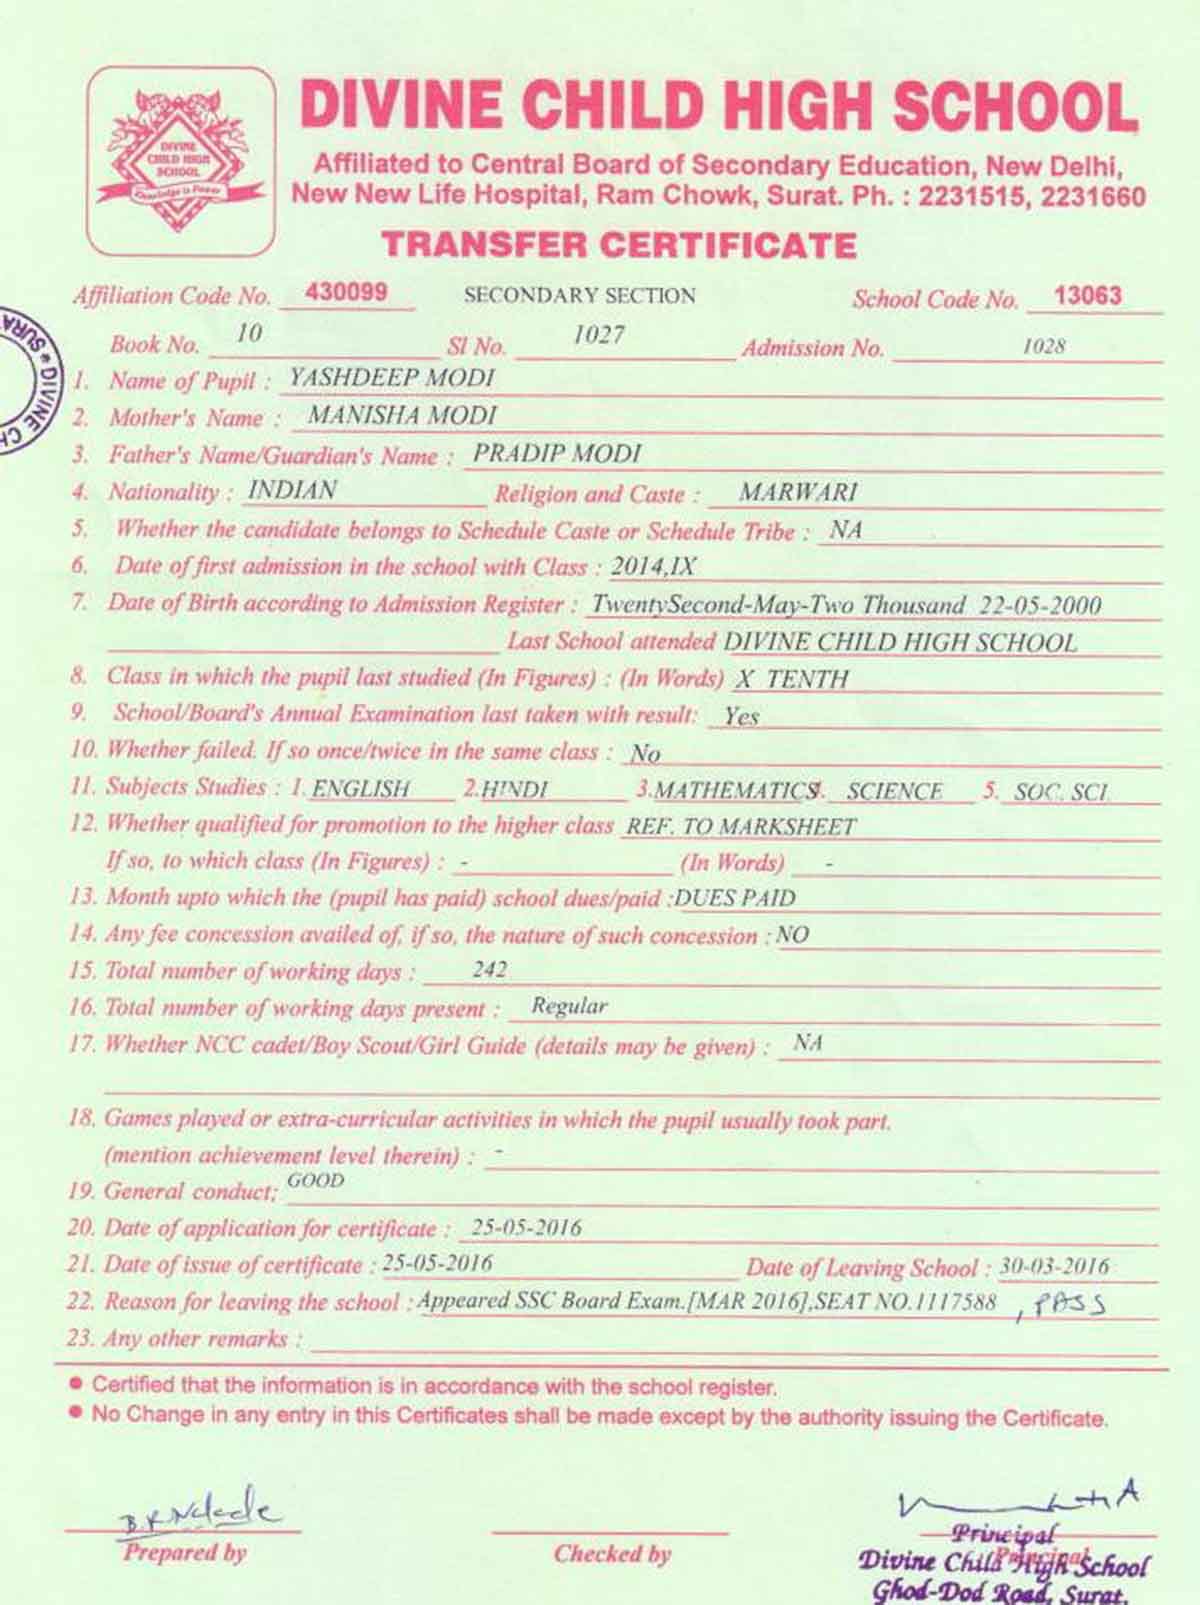 DIVINE CHILD HIGH SCHOOL
DIVINE
CHILD HIGH
SCHOOL
Knowledge is Power
Affiliated to Central Board of Secondary Education, New Delhi,
New New Life Hospital, Ram Chowk, Surat. Ph. : 2231515, 2231660
TRANSFER CERTIFICATE
Affiliation Code No. 430099 SECONDARY SECTION School Code No. 13063
Book No. 10 Sl No. 1027 Admission No. 1028
SURA * DIVINE CH
1. Name of Pupil : YASHDEEP MODI
2. Mother's Name : MANISHA MODI
3. Father's Name/Guardian's Name : PRADIP MODI
4. Nationality : INDIAN Religion and Caste : MARWARI
5. Whether the candidate belongs to Schedule Caste or Schedule Tribe : NA
6. Date of first admission in the school with Class : 2014,IX
7. Date of Birth according to Admission Register : TwentySecond-May-Two Thousand 22-05-2000
Last School attended DIVINE CHILD HIGH SCHOOL
8. Class in which the pupil last studied (In Figures) : (In Words) X TENTH
9. School/Board's Annual Examination last taken with result: Yes
10. Whether failed. If so once/twice in the same class : No
11. Subjects Studies : 1. ENGLISH 2. HINDI 3. MATHEMATICS 4. SCIENCE 5. SOC. SCI.
12. Whether qualified for promotion to the higher class REF. TO MARKSHEET
If so, to which class (In Figures) : - (In Words) -
13. Month upto which the (pupil has paid) school dues/paid : DUES PAID
14. Any fee concession availed of, if so, the nature of such concession : NO
15. Total number of working days : 242
16. Total number of working days present : Regular
17. Whether NCC cadet/Boy Scout/Girl Guide (details may be given) : NA
18. Games played or extra-curricular activities in which the pupil usually took part.
(mention achievement level therein) : -
19. General conduct; GOOD
20. Date of application for certificate : 25-05-2016
21. Date of issue of certificate : 25-05-2016 Date of Leaving School : 30-03-2016
22. Reason for leaving the school : Appeared SSC Board Exam.[MAR 2016],SEAT NO.1117588 , PASS
23. Any other remarks :
• Certified that the information is in accordance with the school register.
• No Change in any entry in this Certificates shall be made except by the authority issuing the Certificate.
Prepared by Checked by Principal
Principal
Divine Child High School
Ghod-Dod Road, Surat.